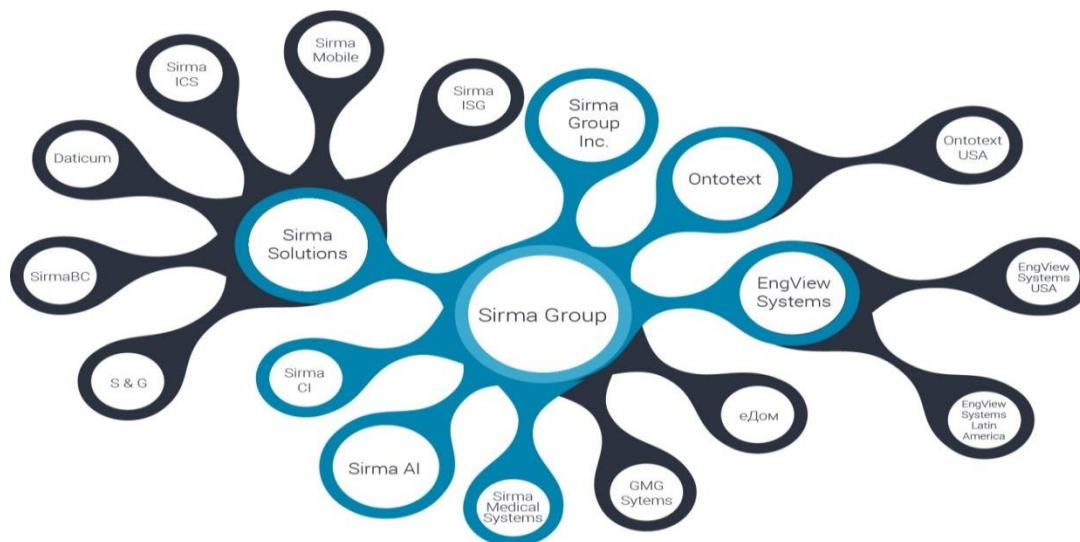 Sirma
Mobile
Sirma
ICS
Sirma
ISG
Sirma
Group
Inc.
Daticum
Ontotext
USA
Ontotext
Sirma
Solutions
SirmaBC
EngView
Systems
USA
EngView
Systems
Sirma Group
S & G
Sirma
CI
еДом
EngView
Systems
Latin
America
Sirma AI
Sirma
Medical
Systems
GMG
Sytems